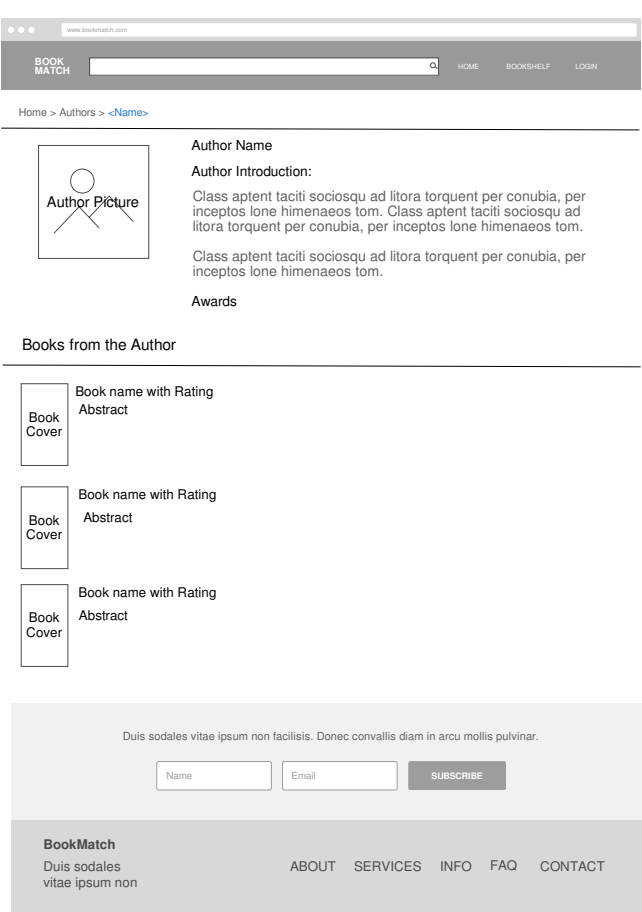 www.bookmatch.com
BOOK
MATCH
HOME BOOKSHELF LOGIN
Home > Authors > <Name>
Author Picture
Author Name
Author Introduction:
Class aptent taciti sociosqu ad litora torquent per conubia, per
inceptos lone himenaeos tom. Class aptent taciti sociosqu ad
litora torquent per conubia, per inceptos lone himenaeos tom.
Class aptent taciti sociosqu ad litora torquent per conubia, per
inceptos lone himenaeos tom.
Awards
Books from the Author
Book
Cover
Book name with Rating
Abstract
Book
Cover
Book name with Rating
Abstract
Book
Cover
Book name with Rating
Abstract
Duis sodales vitae ipsum non facilisis. Donec convallis diam in arcu mollis pulvinar.
Name Email SUBSCRIBE
BookMatch
Duis sodales
vitae ipsum non
ABOUT SERVICES INFO FAQ CONTACT